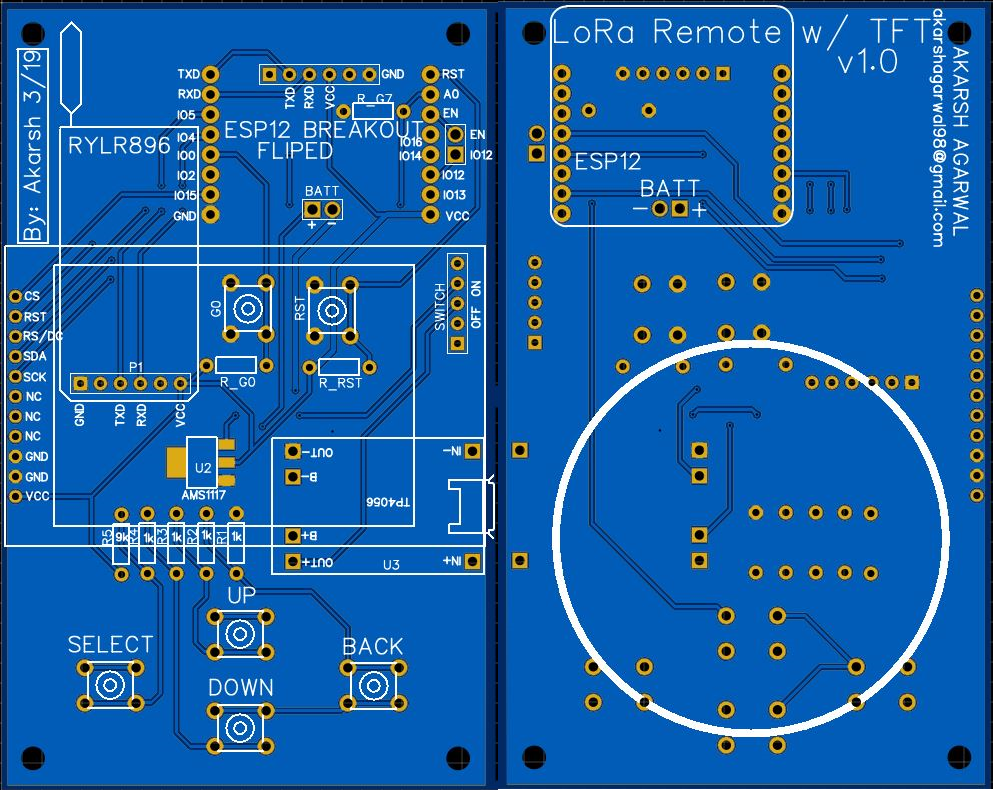 By: Akarsh 3/19
RYLR896
TXD
RXD
IO5
IO4
IO0
IO2
IO15
GND
GND
TXD
RXD
VCC
R_G7
ESP12 BREAKOUT
FLIPED
RST
A0
EN
IO16
IO14
IO12
IO13
VCC
EN
IO12
BATT
+ -
CS
RST
RS/DC
SDA
SCK
NC
NC
NC
GND
GND
VCC
G0
RST
R_G0
R_RST
SWITCH
OFF ON
P1
GND
TXD
RXD
VCC
U2
AMS1117
OUT-
B-
B+
OUT+
IN-
IN+
TP4056
U3
R5
R4
R3
R2
R1
9k
1k
1k
1k
1k
UP
SELECT
BACK
DOWN
LoRa Remote w/ TFT
v1.0
akarshagarwal98@gmail.com
AKARSH AGARWAL
ESP12
BATT
- +